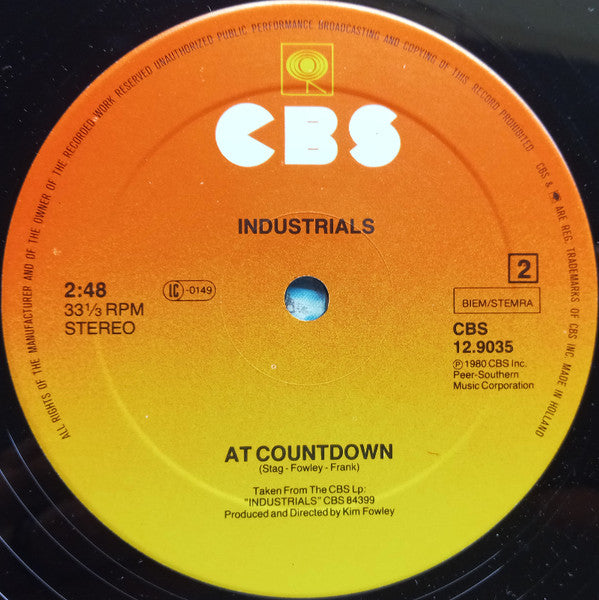 ALL RIGHTS OF THE MANUFACTURER AND OF THE OWNER OF THE RECORDED WORK RESERVED UNAUTHORIZED PUBLIC PERFORMANCE BROADCASTING AND COPYING OF THIS RECORD PROHIBITED CBS & ARE REG. TRADEMARKS OF CBS INC. MADE IN HOLLAND
CBS
INDUSTRIALS
2:48
33⅓ RPM
STEREO
IC -0149
2
BIEM/STEMRA
CBS
12.9035
Ⓟ 1980 CBS Inc.
Peer-Southern
Music Corporation
AT COUNTDOWN
(Stag - Fowley - Frank)
Taken From The CBS Lp:
"INDUSTRIALS" CBS 84399
Produced and Directed by Kim Fowley